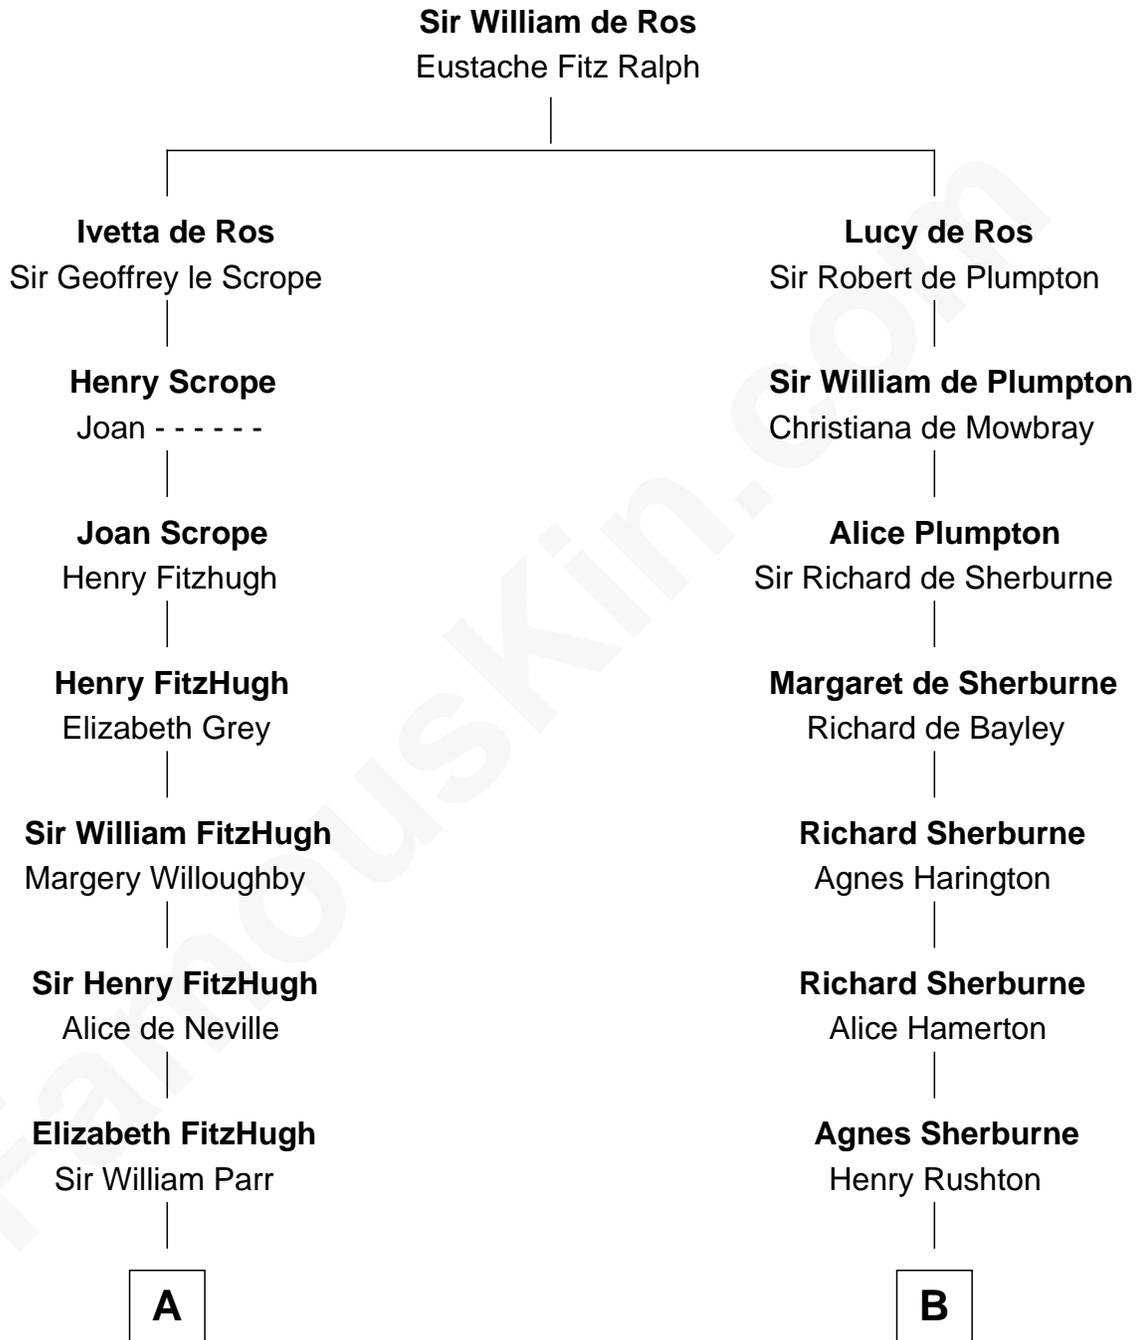 Sir William de Ros
Eustache Fitz Ralph
Ivetta de Ros
Sir Geoffrey le Scrope
Lucy de Ros
Sir Robert de Plumpton
Henry Scrope
Joan - - - - - -
Sir William de Plumpton
Christiana de Mowbray
Joan Scrope
Henry Fitzhugh
Alice Plumpton
Sir Richard de Sherburne
Henry FitzHugh
Elizabeth Grey
Margaret de Sherburne
Richard de Bayley
Sir William FitzHugh
Margery Willoughby
Richard Sherburne
Agnes Harington
Sir Henry FitzHugh
Alice de Neville
Richard Sherburne
Alice Hamerton
Elizabeth FitzHugh
Sir William Parr
Agnes Sherburne
Henry Rushton
A
B
FamousKin.com